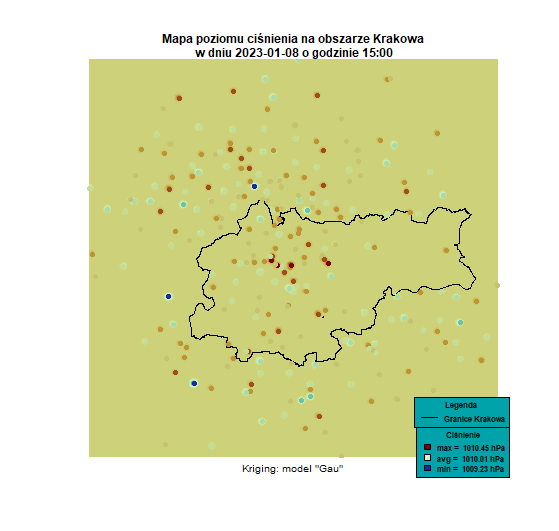 Mapa poziomu ciśnienia na obszarze Krakowa
w dniu 2023-01-08 o godzinie 15:00
Legenda
Granice Krakowa
Ciśnienie
max = 1010.45 hPa
avg = 1010.01 hPa
min = 1009.23 hPa
Kriging: model "Gau"